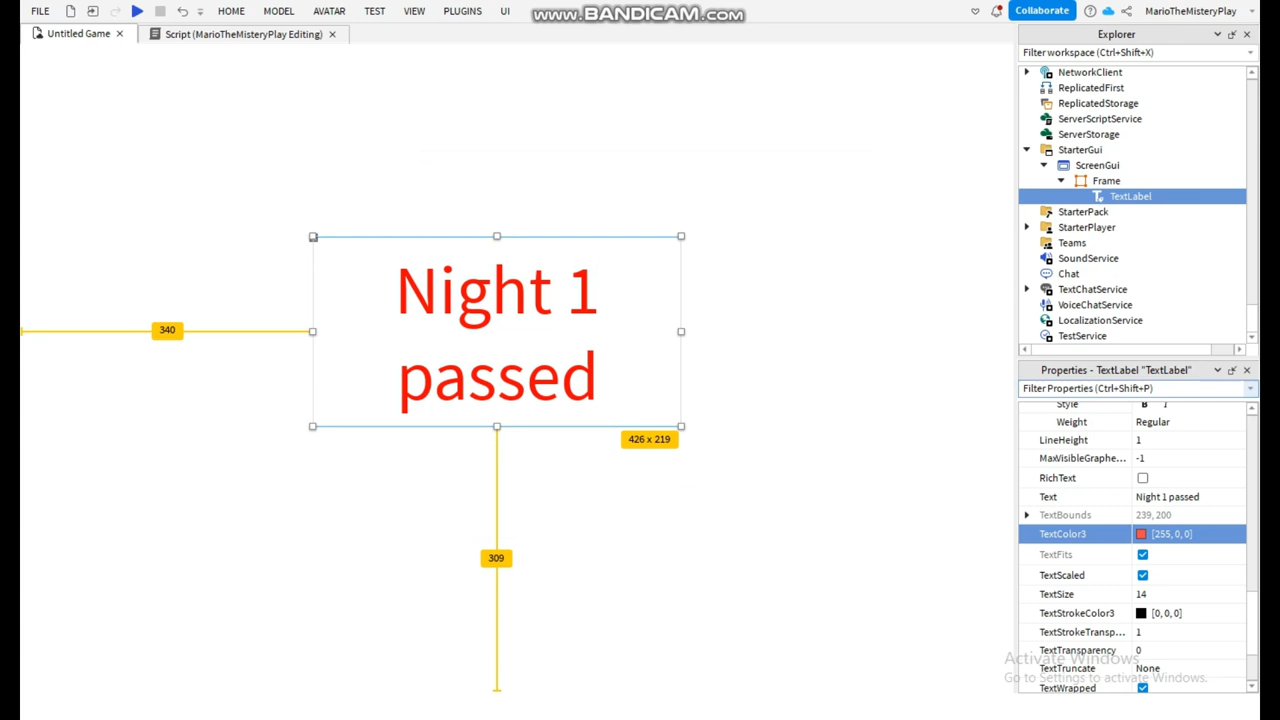 FILE HOME MODEL AVATAR TEST VIEW PLUGINS UI www.BANDICAM.com Collaborate MarioTheMisteryPlay
Untitled Game Script (MarioTheMisteryPlay Editing)
Explorer
Filter workspace (Ctrl+Shift+X)
NetworkClient
ReplicatedFirst
ReplicatedStorage
ServerScriptService
ServerStorage
StarterGui
ScreenGui
Frame
TextLabel
StarterPack
StarterPlayer
Teams
SoundService
Chat
TextChatService
VoiceChatService
LocalizationService
TestService
Night 1
passed
340
426 x 219
309
Properties - TextLabel "TextLabel"
Filter Properties (Ctrl+Shift+P)
Style B I
Weight Regular
LineHeight 1
MaxVisibleGraphe... -1
RichText
Text Night 1 passed
TextBounds 239, 200
TextColor3 [255, 0, 0]
TextFits
TextScaled
TextSize 14
TextStrokeColor3 [0, 0, 0]
TextStrokeTransp... 1
TextTransparency 0
TextTruncate None
TextWrapped
Activate Windows
Go to Settings to activate Windows.